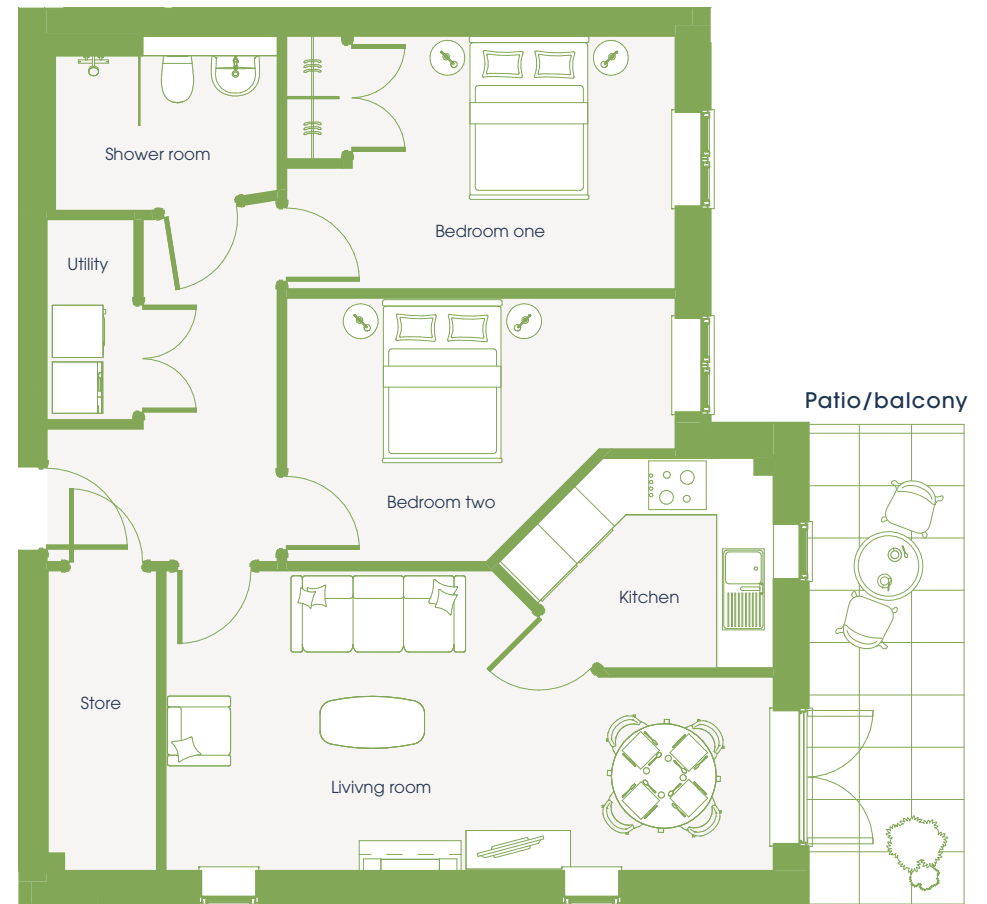 Shower room
Bedroom one
Utility
Patio/balcony
Bedroom two
Kitchen
Store
Livivng room